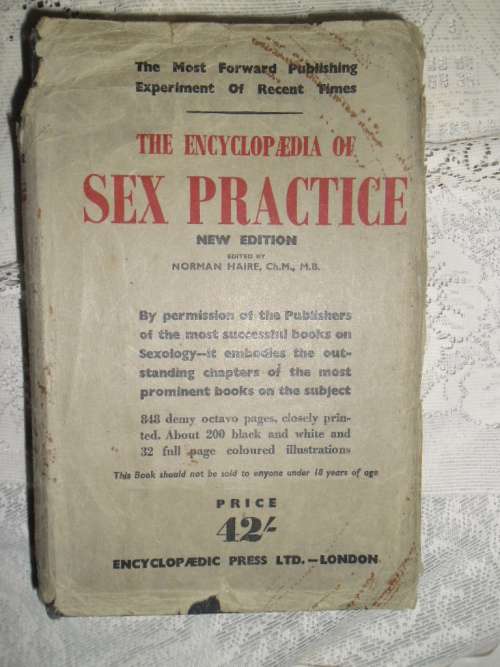 The Most Forward Publishing
Experiment Of Recent Times
THE ENCYCLOPÆDIA OF
SEX PRACTICE
NEW EDITION
EDITED BY
NORMAN HAIRE, Ch.M., M.B.
By permission of the Publishers
of the most successful books on
Sexology—it embodies the out-
standing chapters of the most
prominent books on the subject
848 demy octavo pages, closely prin-
ted. About 200 black and white and
32 full page coloured illustrations
This Book should not be sold to anyone under 18 years of age
PRICE
42/-
ENCYCLOPÆDIC PRESS LTD.—LONDON